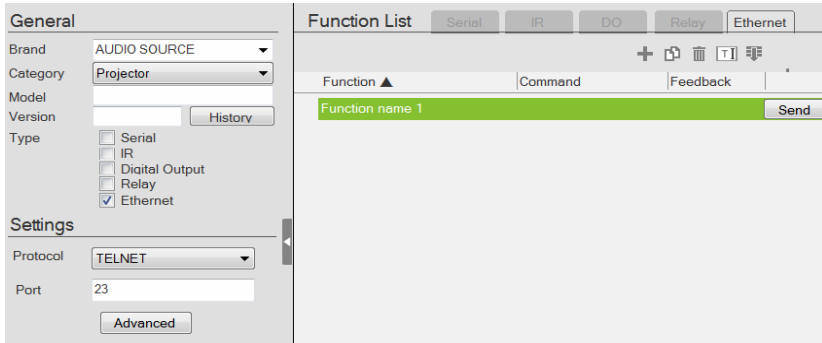 General
Brand AUDIO SOURCE
Category Projector
Model
Version History
Type Serial
IR
Digital Output
Relay
Ethernet
Settings
Protocol TELNET
Port 23
Advanced
Function List Serial IR DO Relay Ethernet
Function Command Feedback
Function name 1 Send